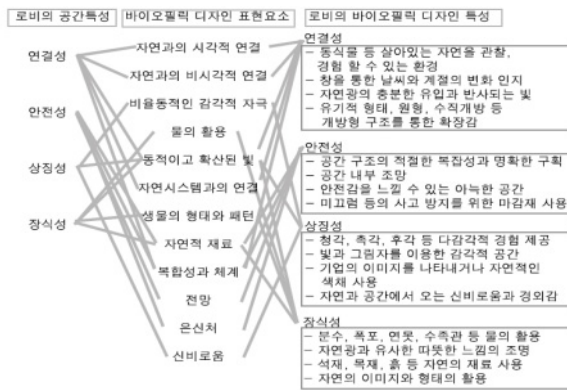 로비의 공간특성
바이오필릭 디자인 표현요소
로비의 바이오필릭 디자인 특성
연결성
안전성
상징성
장식성
자연과의 시각적 연결
자연과의 비시각적 연결
비율동적인 감각적 자극
물의 활용
동적이고 확산된 빛
자연시스템과의 연결
생물의 형태와 패턴
자연적 재료
복합성과 체계
전망
은신처
신비로움
연결성
– 동식물 등 살아있는 자연을 관찰,
경험 할 수 있는 환경
– 창을 통한 날씨와 계절의 변화 인지
– 자연광의 충분한 유입과 반사되는 빛
– 유기적 형태, 원형, 수직개방 등
개방형 구조를 통한 확장감
안전성
– 공간 구조의 적절한 복잡성과 명확한 구획
– 공간 내부 조망
– 안전감을 느낄 수 있는 아늑한 공간
– 미끄럼 등의 사고 방지를 위한 마감재 사용
상징성
– 청각, 촉각, 후각 등 다감각적 경험 제공
– 빛과 그림자를 이용한 감각적 공간
– 기업의 이미지를 나타내거나 자연적인
색채 사용
– 자연과 공간에서 오는 신비로움과 경외감
장식성
– 분수, 폭포, 연못, 수족관 등 물의 활용
– 자연광과 유사한 따뜻한 느낌의 조명
– 석재, 목재, 흙 등 자연의 재료 사용
– 자연의 이미지와 형태의 활용